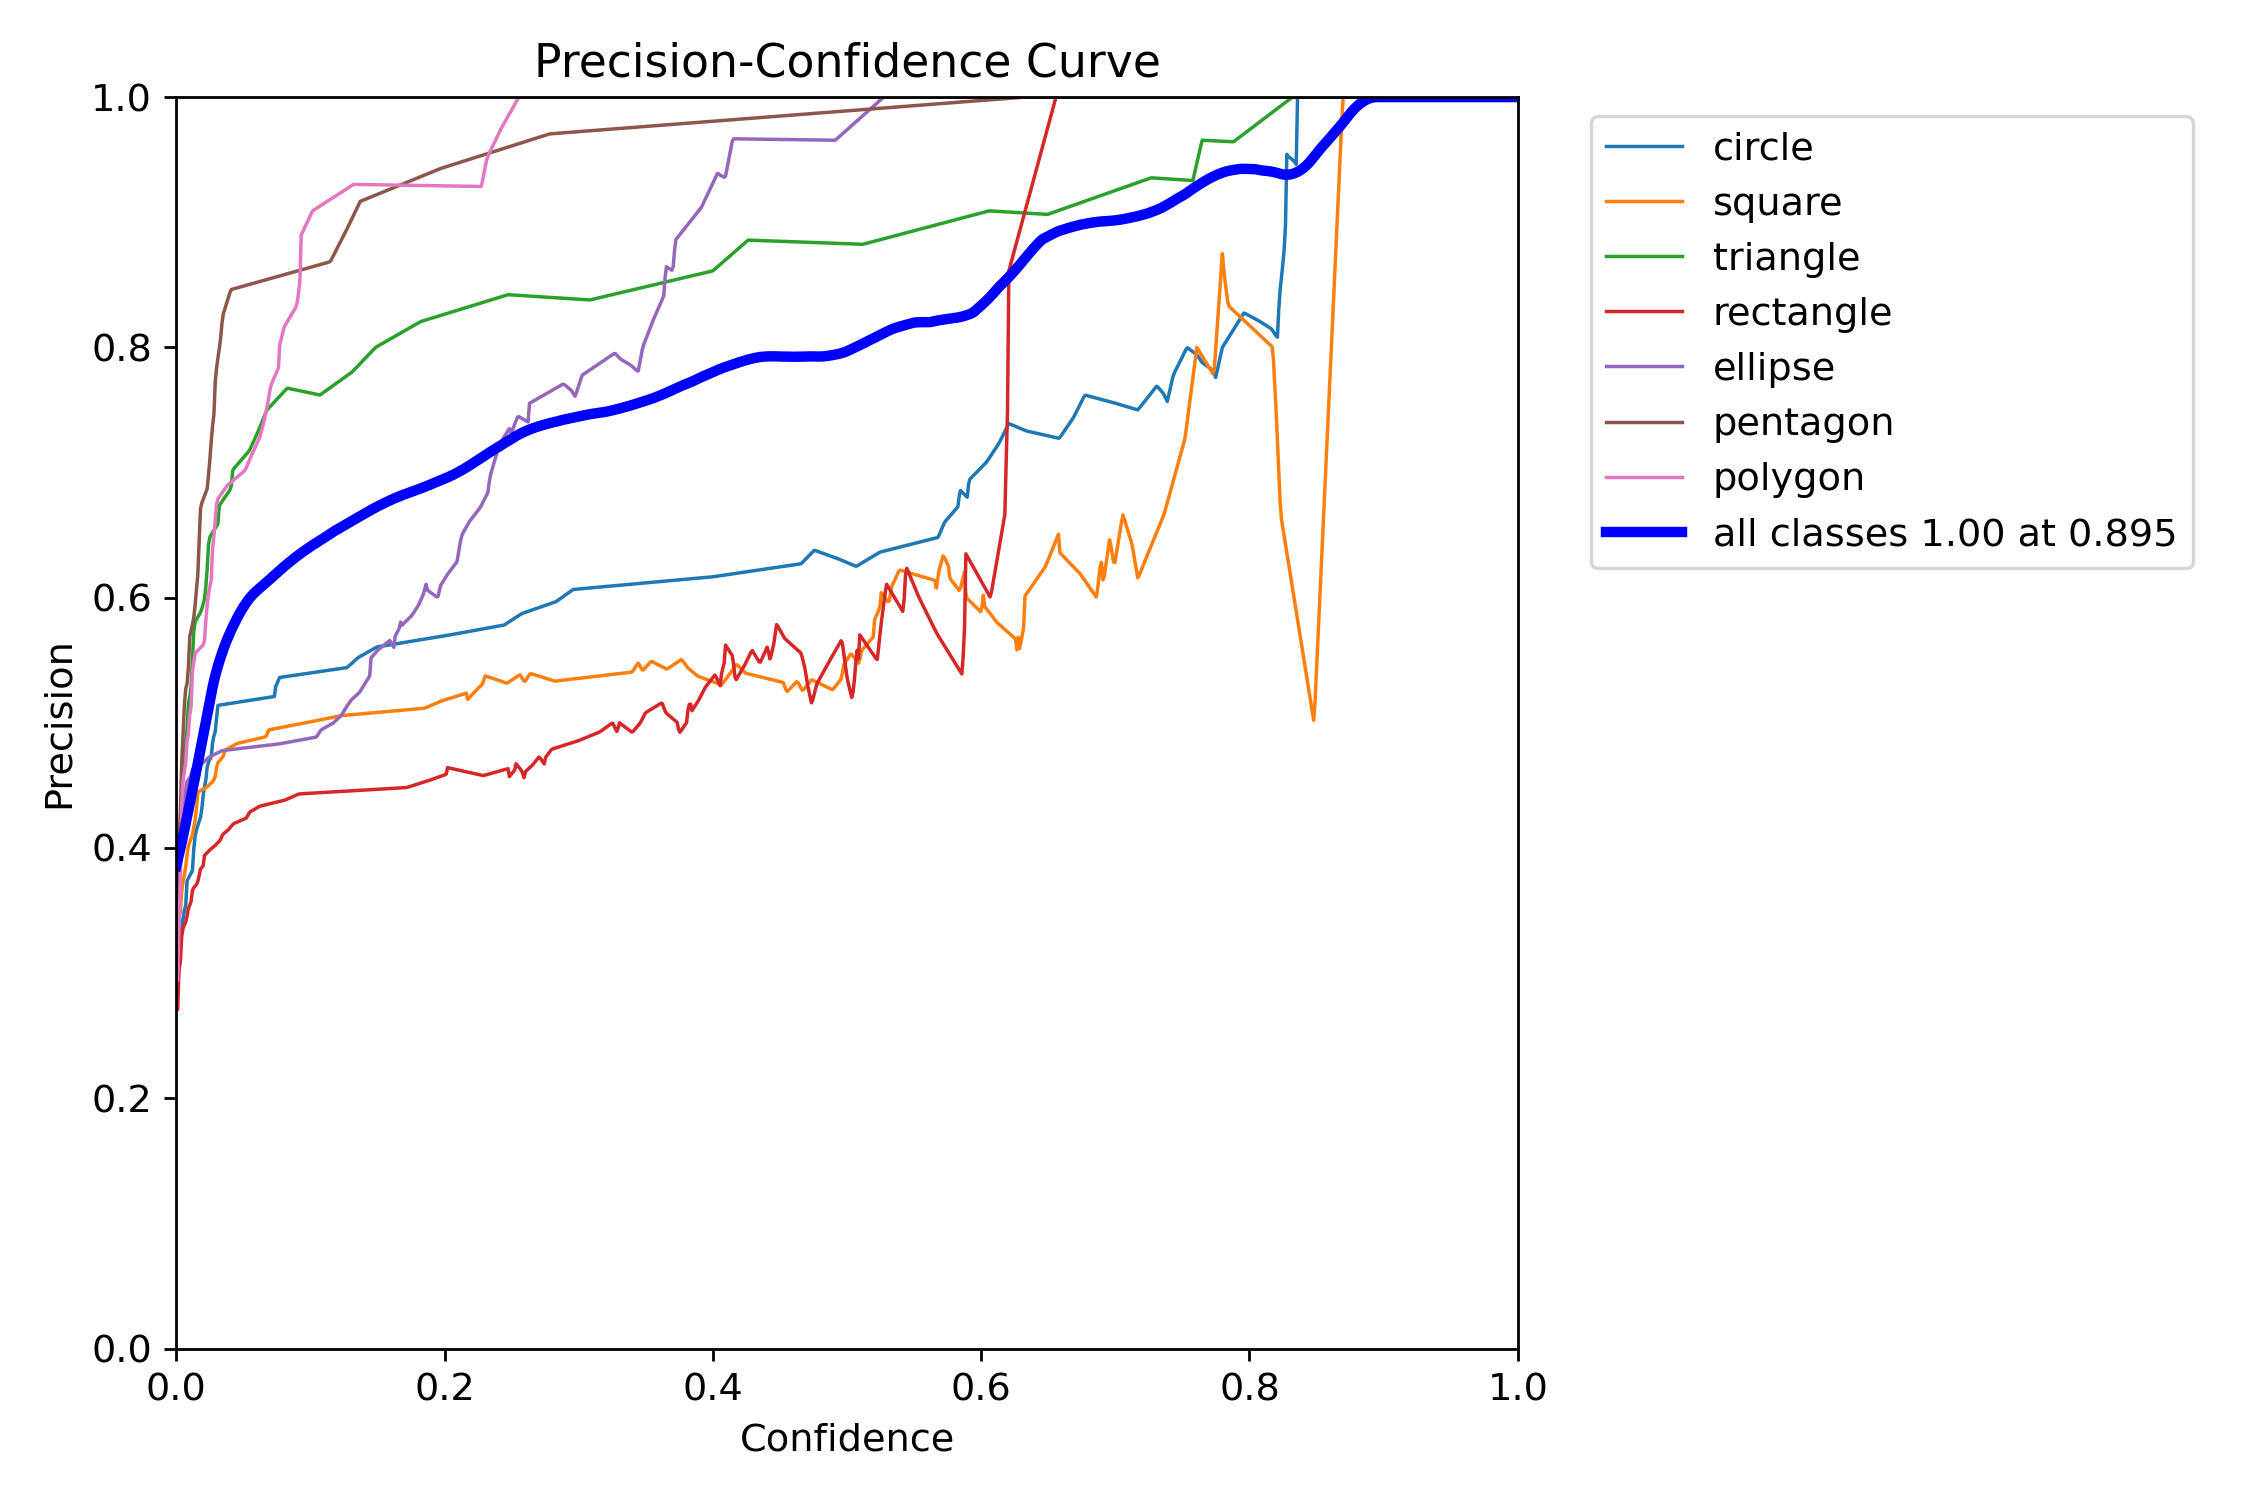 Precision-Confidence Curve
1.0
0.8
0.6
0.4
0.2
0.0
Precision
0.0 0.2 0.4 0.6 0.8 1.0
Confidence
circle
square
triangle
rectangle
ellipse
pentagon
polygon
all classes 1.00 at 0.895